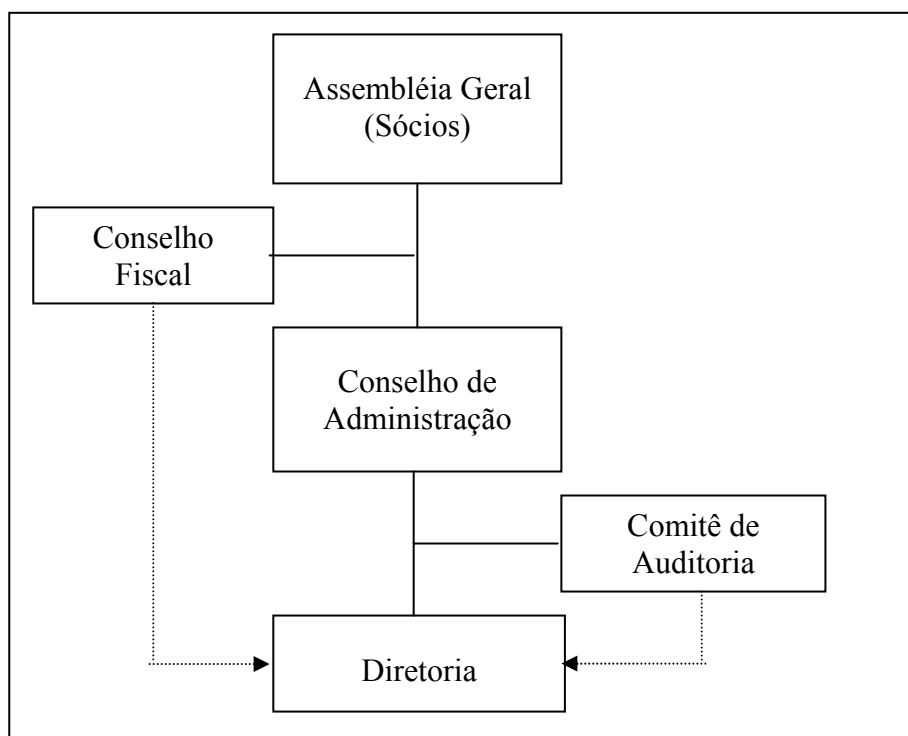 Assembléia Geral
(Sócios)
Conselho
Fiscal
Conselho de
Administração
Comitê de
Auditoria
Diretoria